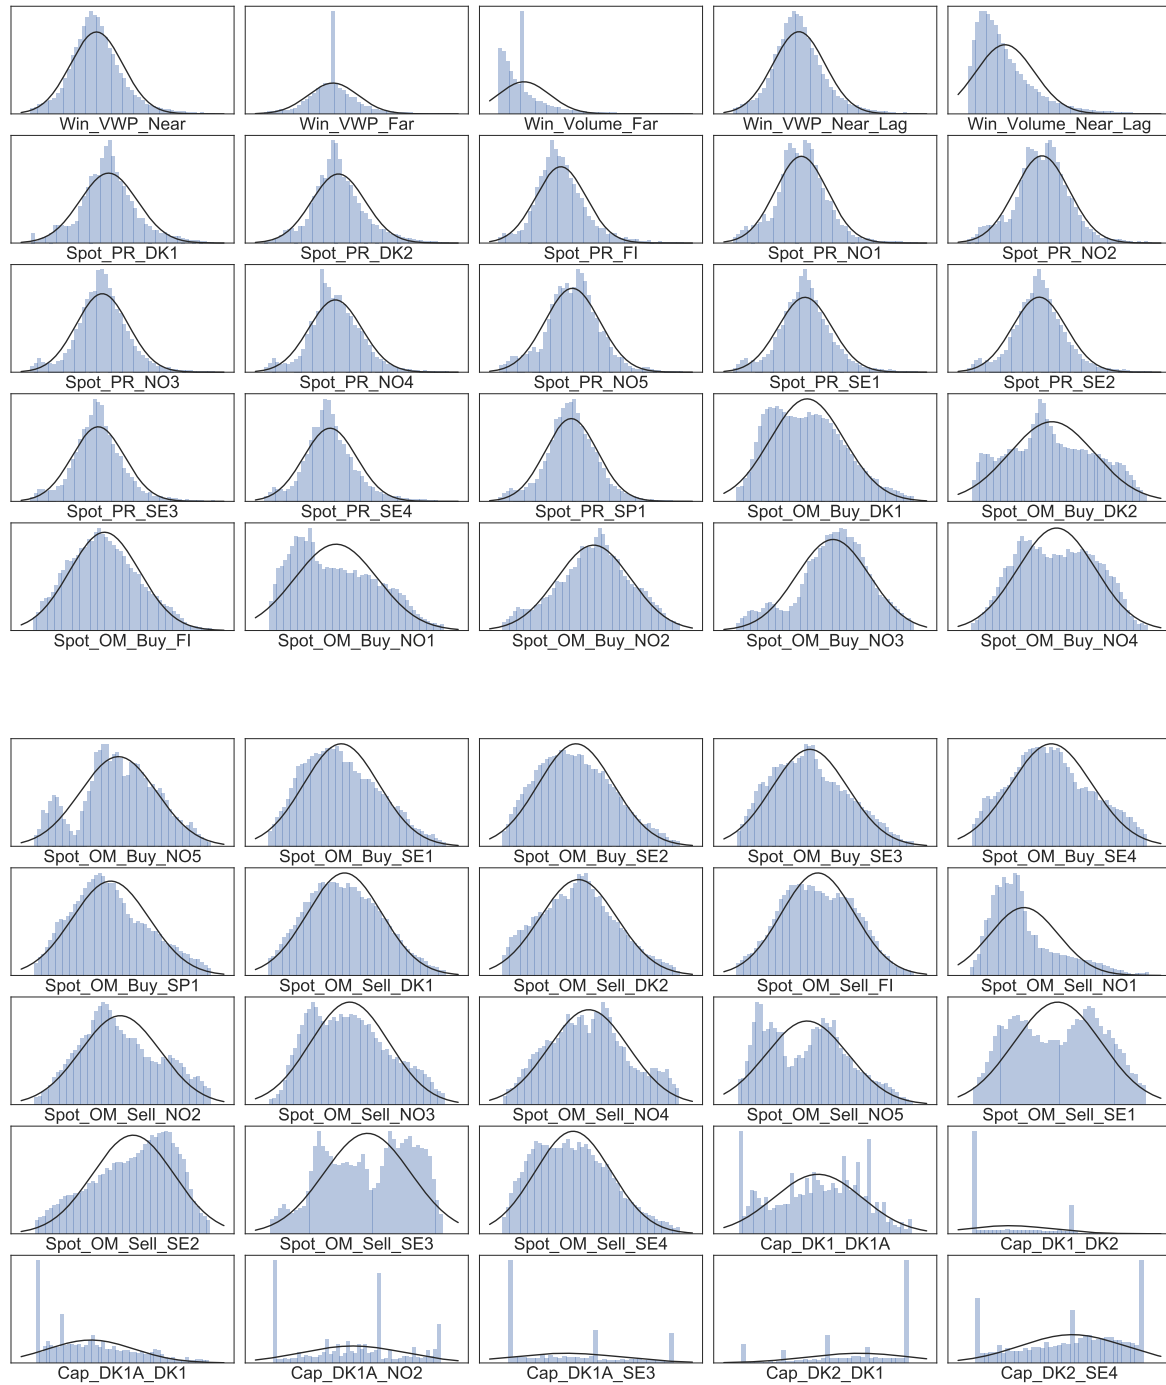 Win_VWP_Near Win_VWP_Far Win_Volume_Far Win_VWP_Near_Lag Win_Volume_Near_Lag
Spot_PR_DK1 Spot_PR_DK2 Spot_PR_FI Spot_PR_NO1 Spot_PR_NO2
Spot_PR_NO3 Spot_PR_NO4 Spot_PR_NO5 Spot_PR_SE1 Spot_PR_SE2
Spot_PR_SE3 Spot_PR_SE4 Spot_PR_SP1 Spot_OM_Buy_DK1 Spot_OM_Buy_DK2
Spot_OM_Buy_FI Spot_OM_Buy_NO1 Spot_OM_Buy_NO2 Spot_OM_Buy_NO3 Spot_OM_Buy_NO4
Spot_OM_Buy_NO5 Spot_OM_Buy_SE1 Spot_OM_Buy_SE2 Spot_OM_Buy_SE3 Spot_OM_Buy_SE4
Spot_OM_Buy_SP1 Spot_OM_Sell_DK1 Spot_OM_Sell_DK2 Spot_OM_Sell_FI Spot_OM_Sell_NO1
Spot_OM_Sell_NO2 Spot_OM_Sell_NO3 Spot_OM_Sell_NO4 Spot_OM_Sell_NO5 Spot_OM_Sell_SE1
Spot_OM_Sell_SE2 Spot_OM_Sell_SE3 Spot_OM_Sell_SE4 Cap_DK1_DK1A Cap_DK1_DK2
Cap_DK1A_DK1 Cap_DK1A_NO2 Cap_DK1A_SE3 Cap_DK2_DK1 Cap_DK2_SE4